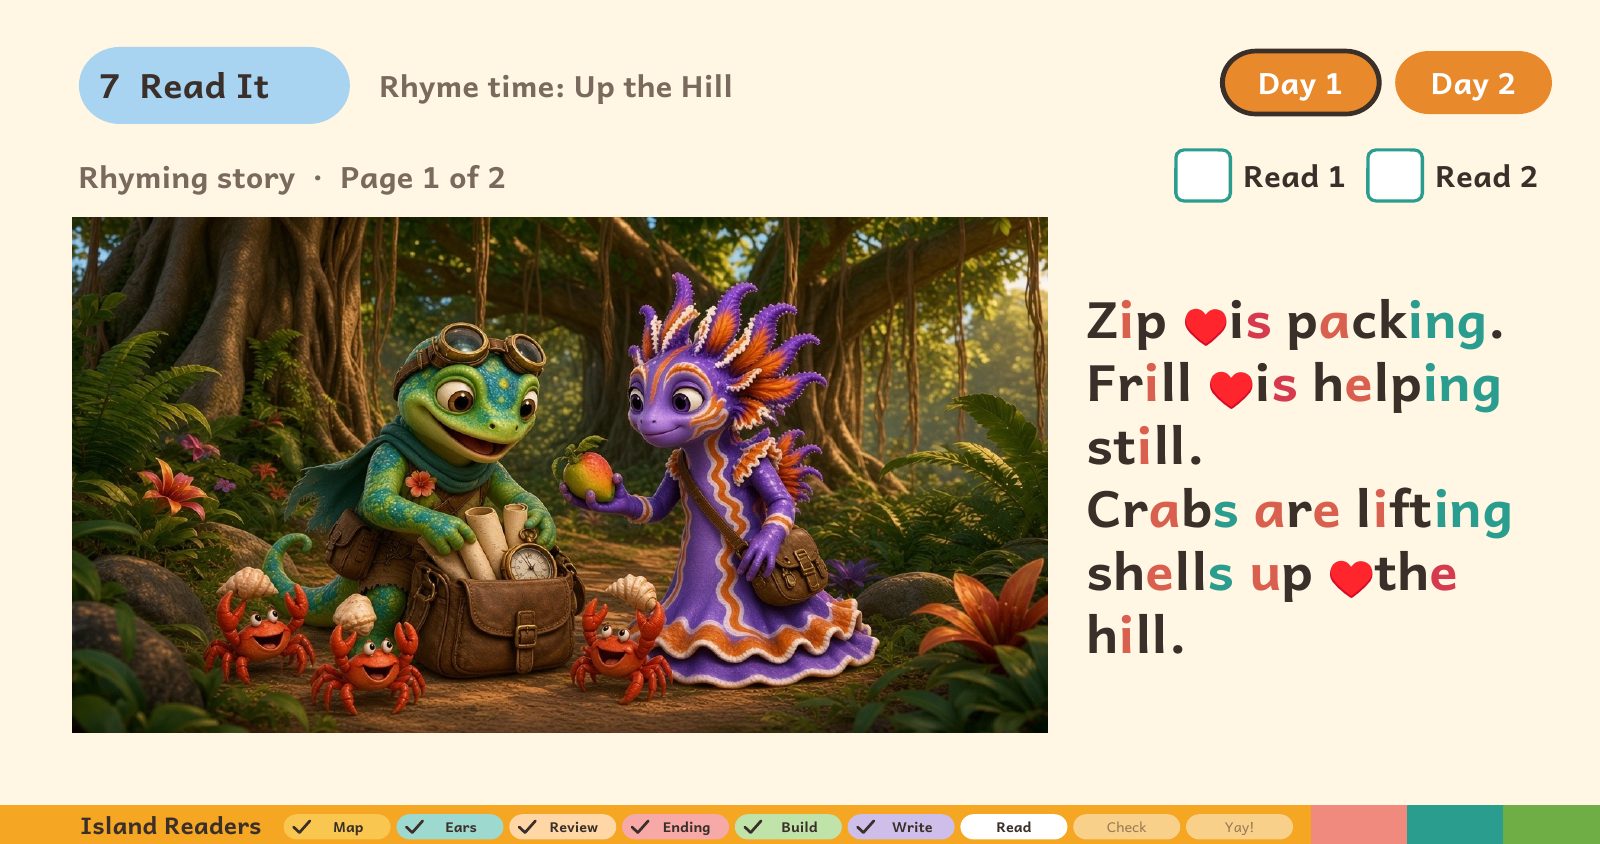 7 Read It
Rhyme time: Up the Hill
Day 1
Day 2
Rhyming story · Page 1 of 2
Read 1
Read 2
Zip ❤is packing.
Frill ❤is helping
still.
Crabs are lifting
shells up ❤the
hill.
Island Readers
✓ Map
✓ Ears
✓ Review
✓ Ending
✓ Build
✓ Write
Read
Check
Yay!